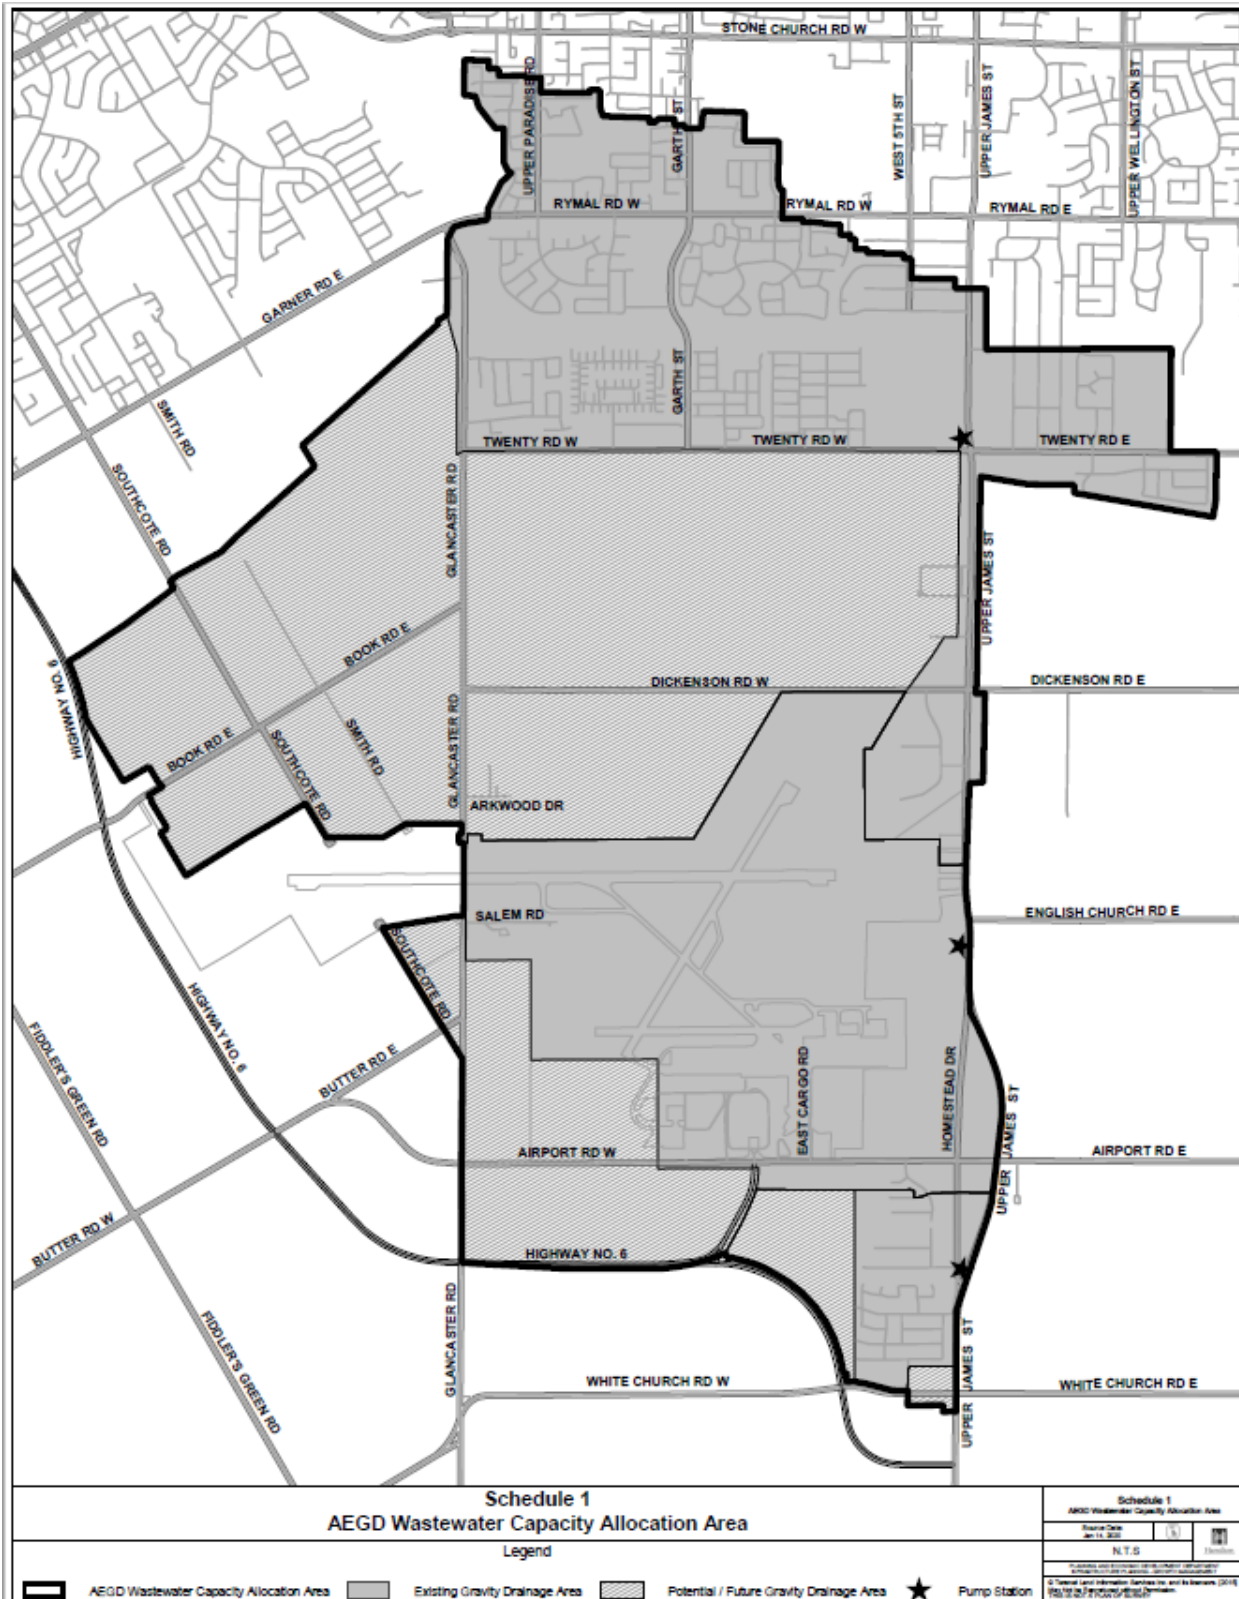 STONE CHURCH RD W
UPPER PARADISE RD
GARTH ST
WEST 5TH ST
UPPER JAMES ST
UPPER WELLINGTON ST
RYMAL RD W
RYMAL RD W
RYMAL RD E
GARNER RD E
GARTH ST
SMITH RD
TWENTY RD W
TWENTY RD W
TWENTY RD E
SOUTHCOTE RD
GLANCASTER RD
UPPER JAMES ST
BOOK RD E
HIGHWAY NO. 6
DICKENSON RD W
DICKENSON RD E
BOOK RD E
SOUTHCOTE RD
SMITH RD
GLANCASTER RD
ARKWOOD DR
SALEM RD
ENGLISH CHURCH RD E
SOUTHCOTE RD
HIGHWAY NO. 6
FIDDLER'S GREEN RD
BUTTER RD E
EAST CARGO RD
HOMESTEAD DR
UPPER JAMES ST
AIRPORT RD W
AIRPORT RD E
BUTTER RD W
HIGHWAY NO. 6
GLANCASTER RD
FIDDLER'S GREEN RD
UPPER JAMES ST
WHITE CHURCH RD W
WHITE CHURCH RD E
Schedule 1
AEGD Wastewater Capacity Allocation Area
Legend
AEGD Wastewater Capacity Allocation Area
Existing Gravity Drainage Area
Potential / Future Gravity Drainage Area
Pump Station
Schedule 1
AEGD Wastewater Capacity Allocation Area
N.T.S
Hamilton